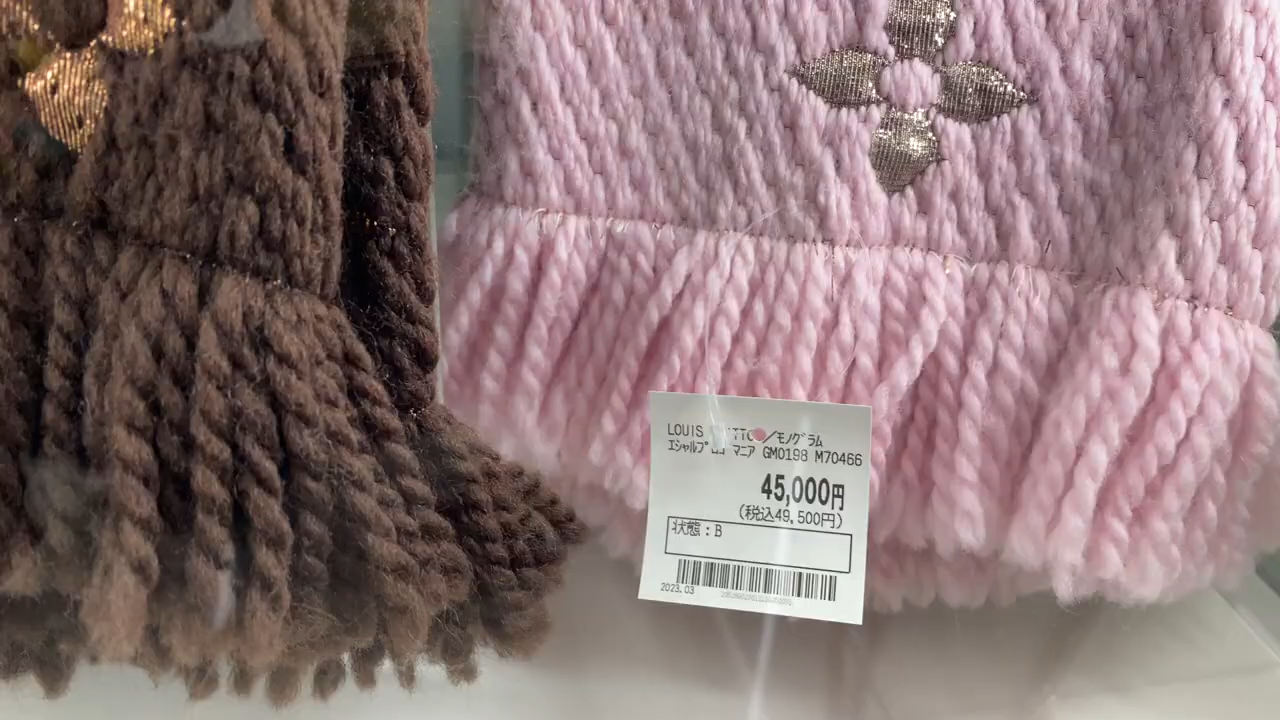 LOUIS /モノグラム
エシャルプ マニア GM0198 M70466
45,000円
(税込49,500円)
状態:B
2023.03